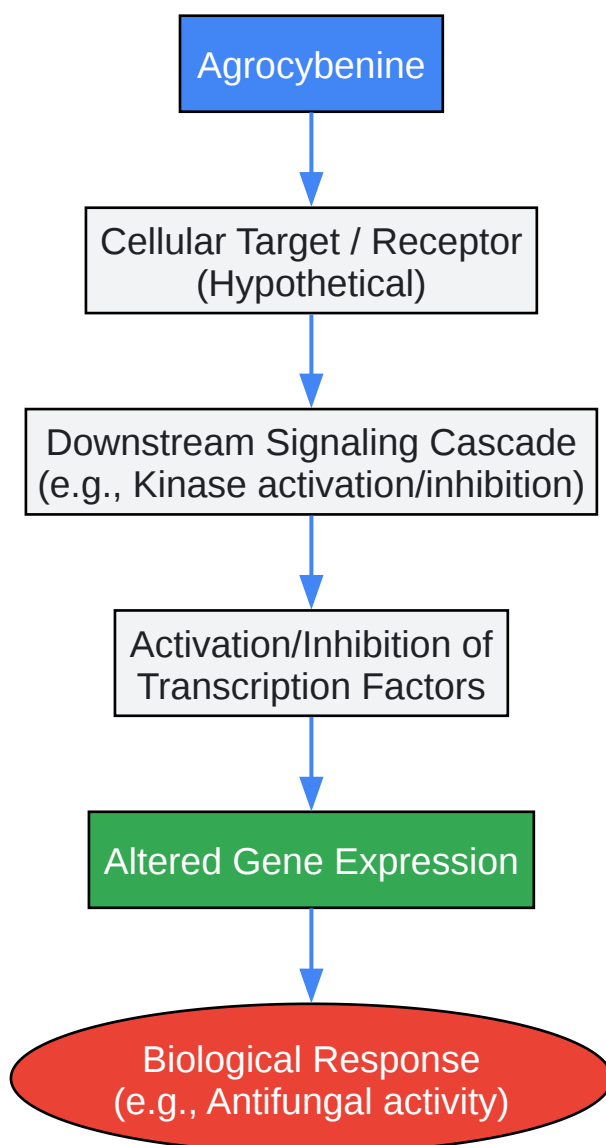 Agrocybenine
Cellular Target / Receptor
(Hypothetical)
Downstream Signaling Cascade
(e.g., Kinase activation/inhibition)
Activation/Inhibition of
Transcription Factors
Altered Gene Expression
Biological Response
(e.g., Antifungal activity)